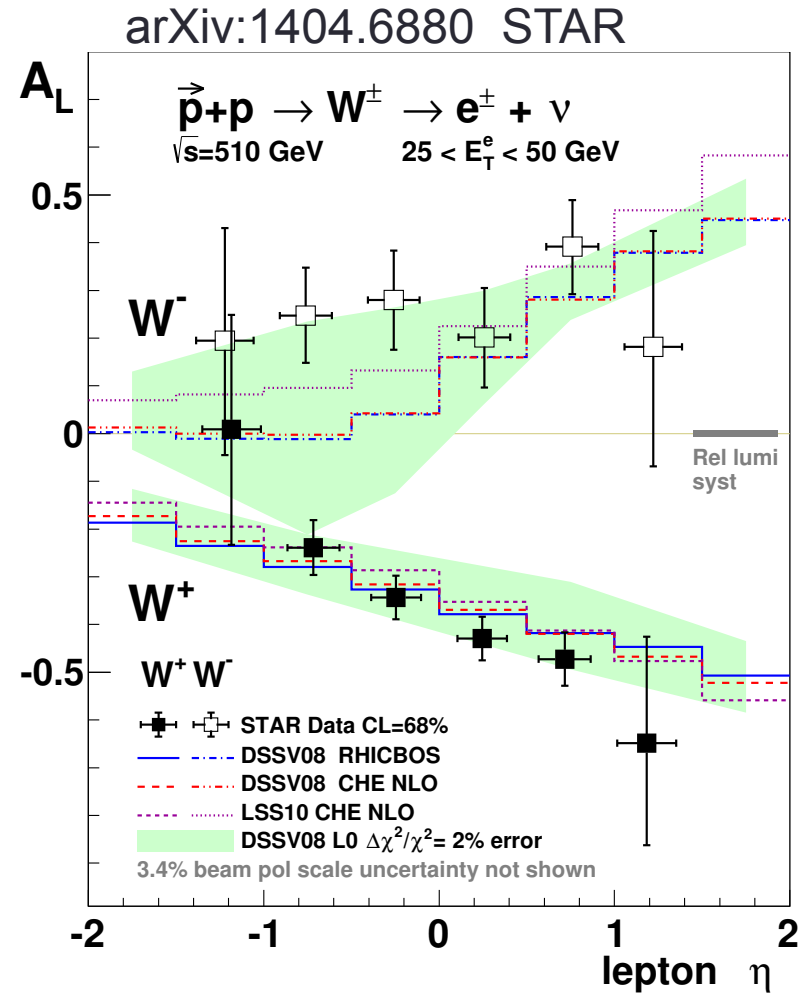 arXiv:1404.6880 STAR
A_L
p⃗+p → W^± → e^± + ν
√s=510 GeV 25 < E_T^e < 50 GeV
0.5
W^-
0
Rel lumi
syst
W^+
-0.5
W^+ W^-
STAR Data CL=68%
DSSV08 RHICBOS
DSSV08 CHE NLO
LSS10 CHE NLO
DSSV08 L0 Δχ²/χ²= 2% error
3.4% beam pol scale uncertainty not shown
-2 -1 0 1 2
lepton η